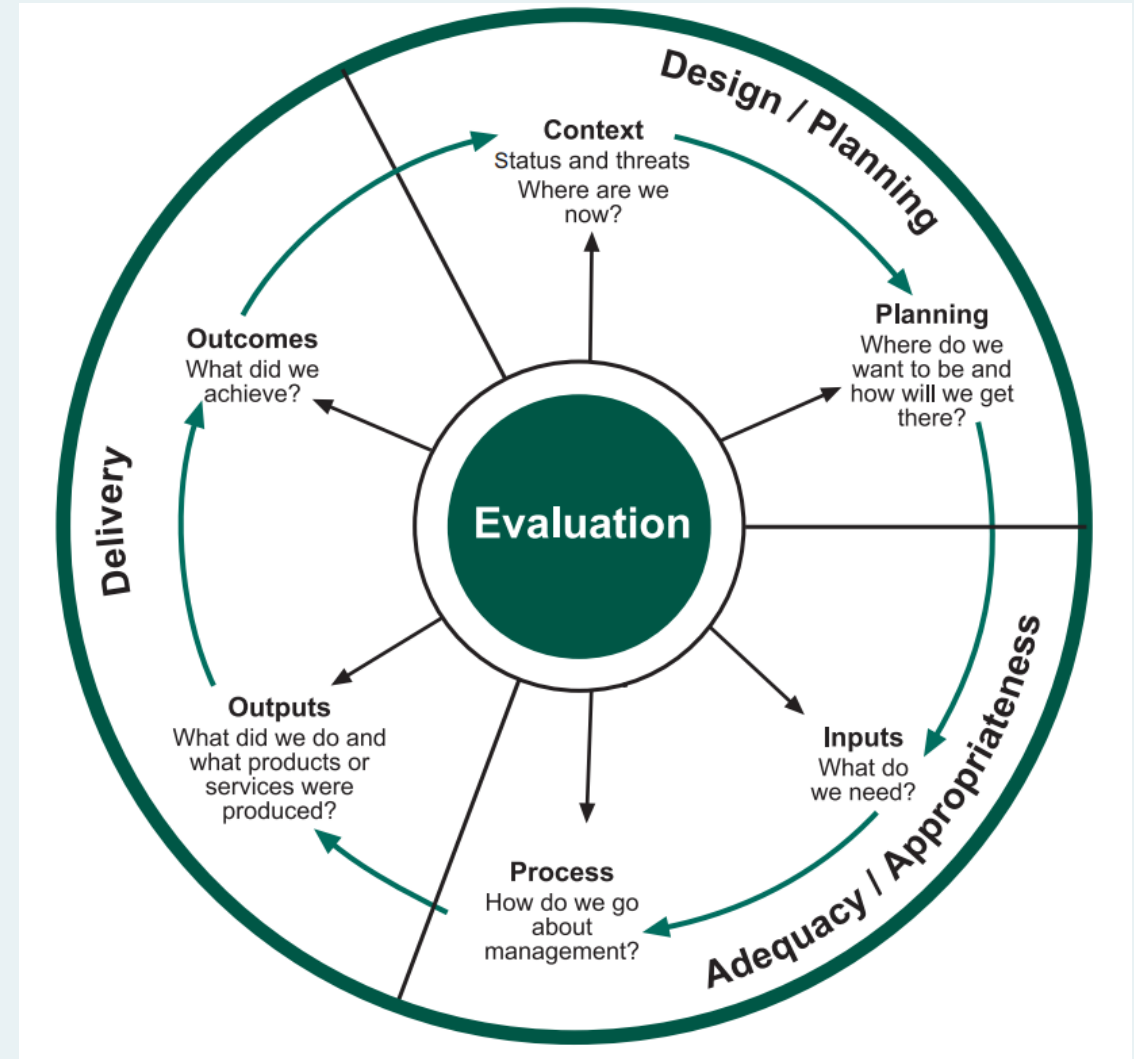 Design / Planning
Context
Status and threats
Where are we
now?
Planning
Where do we
want to be and
how will we get
there?
Outcomes
What did we
achieve?
Delivery
Evaluation
Adequacy / Appropriateness
Inputs
What do
we need?
Outputs
What did we do and
what products or
services were
produced?
Process
How do we go
about
management?